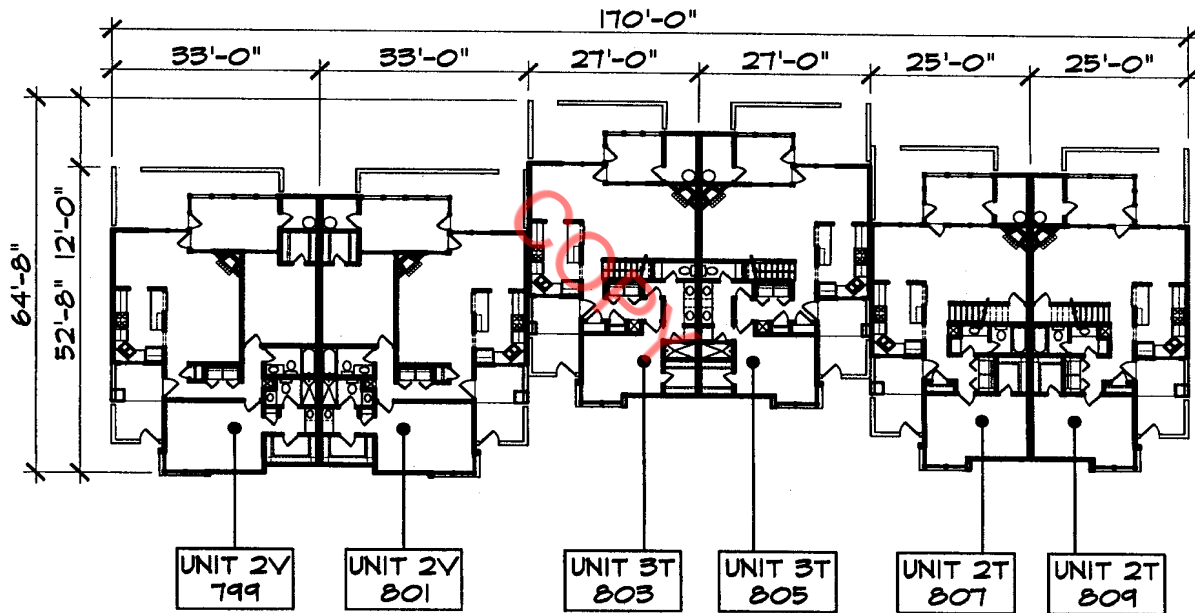 170'-0"
33'-0"
33'-0"
27'-0"
27'-0"
25'-0"
25'-0"
64'-8"
52'-8"
12'-0"
COPY
UNIT 2V
799
UNIT 2V
801
UNIT 3T
803
UNIT 3T
805
UNIT 2T
807
UNIT 2T
809